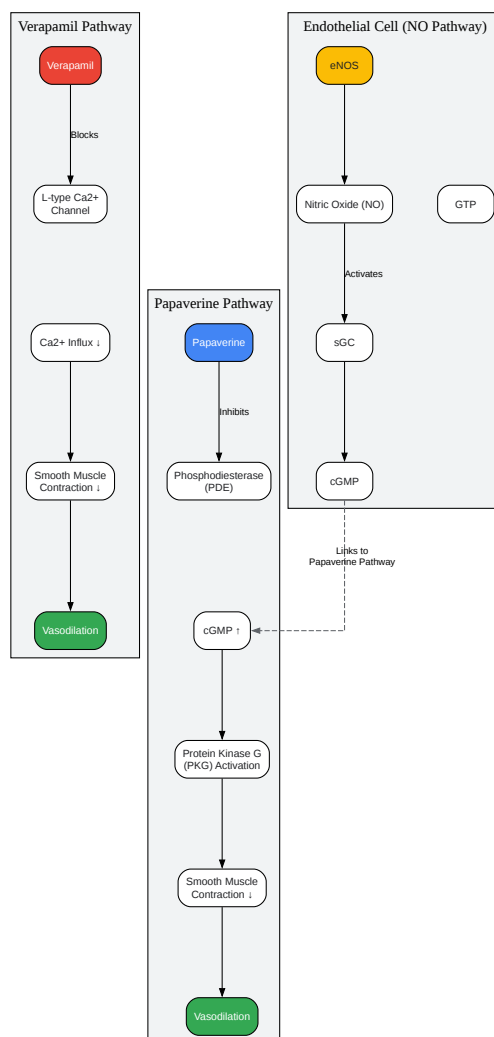 Verapamil Pathway
Verapamil
Blocks
L-type Ca2+
Channel
Ca2+ Influx ↓
Smooth Muscle
Contraction ↓
Vasodilation
Papaverine Pathway
Papaverine
Inhibits
Phosphodiesterase
(PDE)
cGMP ↑
Protein Kinase G
(PKG) Activation
Smooth Muscle
Contraction ↓
Vasodilation
Endothelial Cell (NO Pathway)
eNOS
Nitric Oxide (NO)
GTP
Activates
sGC
cGMP
Links to
Papaverine Pathway